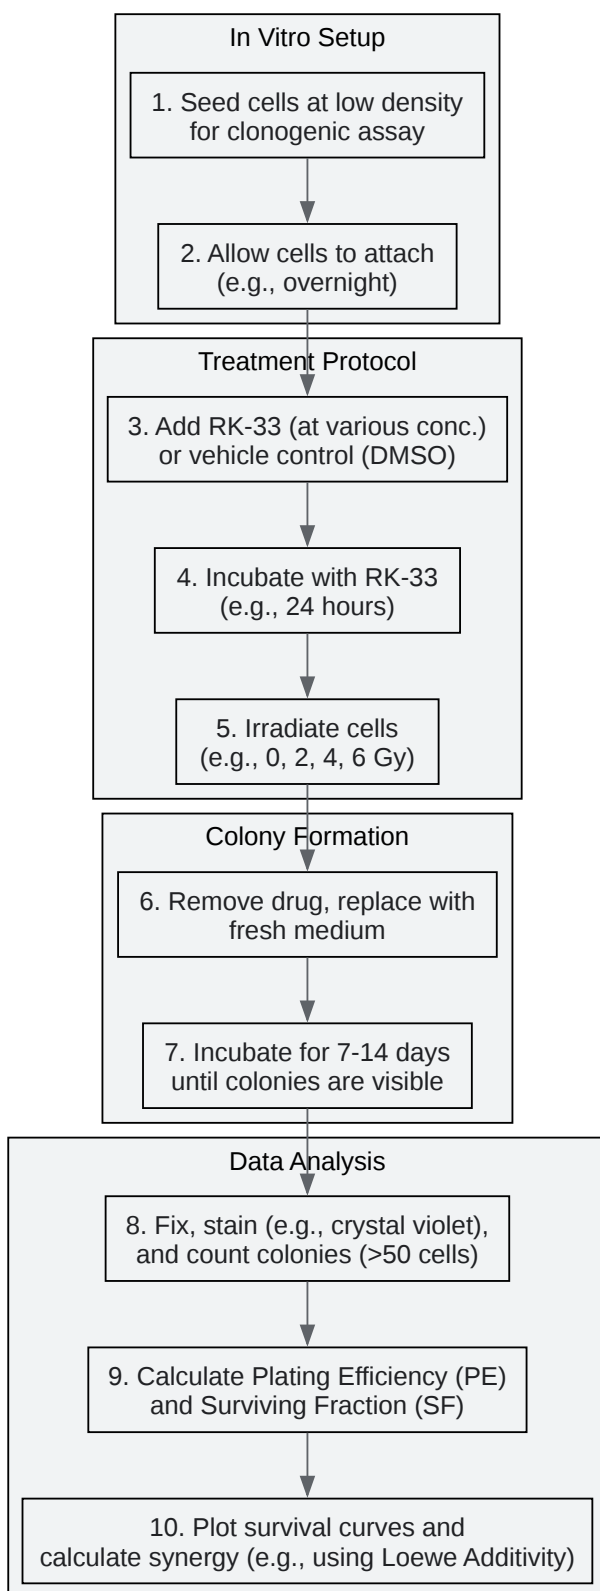 In Vitro Setup
1. Seed cells at low density
for clonogenic assay
2. Allow cells to attach
(e.g., overnight)
Treatment Protocol
3. Add RK-33 (at various conc.)
or vehicle control (DMSO)
4. Incubate with RK-33
(e.g., 24 hours)
5. Irradiate cells
(e.g., 0, 2, 4, 6 Gy)
Colony Formation
6. Remove drug, replace with
fresh medium
7. Incubate for 7-14 days
until colonies are visible
Data Analysis
8. Fix, stain (e.g., crystal violet),
and count colonies (>50 cells)
9. Calculate Plating Efficiency (PE)
and Surviving Fraction (SF)
10. Plot survival curves and
calculate synergy (e.g., using Loewe Additivity)